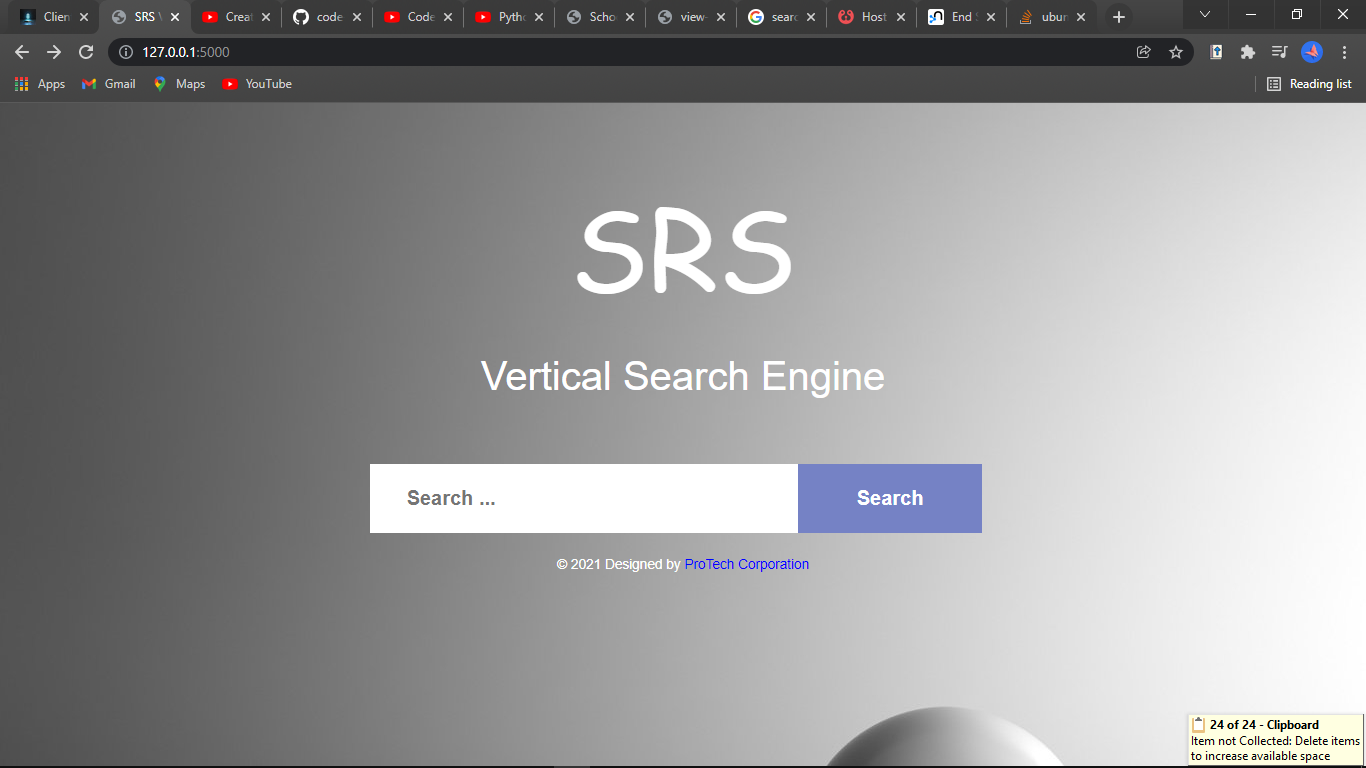 Clien
SRS V
Creat
code
Code
Pytho
Scho
view-
searc
Host
End S
ubun
127.0.0.1:5000
Apps
Gmail
Maps
YouTube
Reading list
SRS
Vertical Search Engine
Search ...
Search
© 2021 Designed by ProTech Corporation
24 of 24 - Clipboard
Item not Collected: Delete items
to increase available space